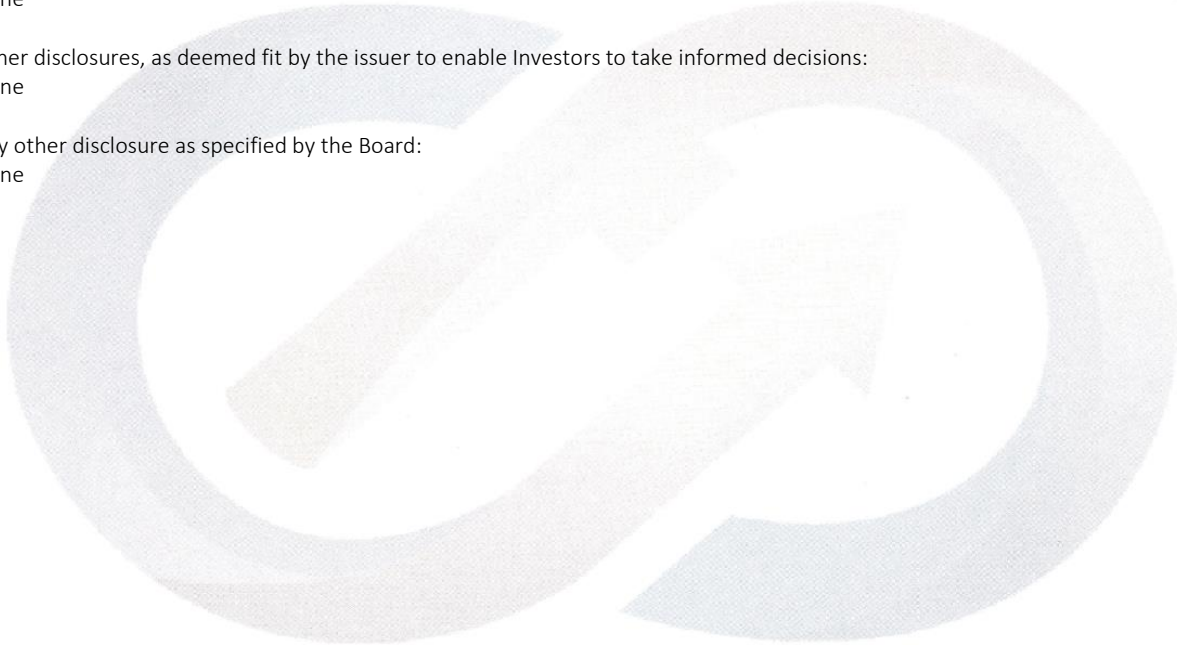 ne
her disclosures, as deemed fit by the issuer to enable Investors to take informed decisions:
ne
y other disclosure as specified by the Board:
ne